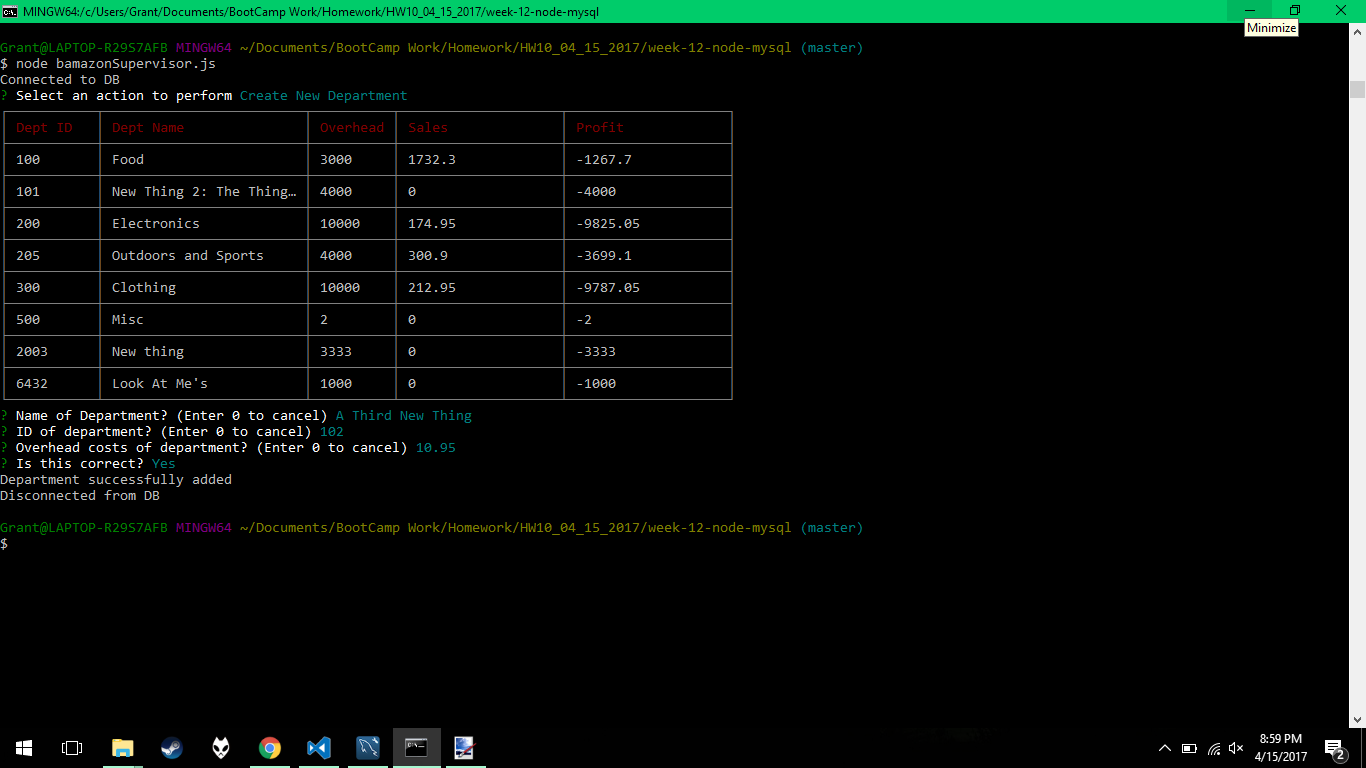 MINGW64:/c/Users/Grant/Documents/BootCamp Work/Homework/HW10_04_15_2017/week-12-node-mysql
Minimize
Grant@LAPTOP-R29S7AFB MINGW64 ~/Documents/BootCamp Work/Homework/HW10_04_15_2017/week-12-node-mysql (master)
$ node bamazonSupervisor.js
Connected to DB
? Select an action to perform Create New Department
Dept ID Dept Name Overhead Sales Profit
100 Food 3000 1732.3 -1267.7
101 New Thing 2: The Thing… 4000 0 -4000
200 Electronics 10000 174.95 -9825.05
205 Outdoors and Sports 4000 300.9 -3699.1
300 Clothing 10000 212.95 -9787.05
500 Misc 2 0 -2
2003 New thing 3333 0 -3333
6432 Look At Me's 1000 0 -1000
? Name of Department? (Enter 0 to cancel) A Third New Thing
? ID of department? (Enter 0 to cancel) 102
? Overhead costs of department? (Enter 0 to cancel) 10.95
? Is this correct? Yes
Department successfully added
Disconnected from DB
Grant@LAPTOP-R29S7AFB MINGW64 ~/Documents/BootCamp Work/Homework/HW10_04_15_2017/week-12-node-mysql (master)
$
8:59 PM
4/15/2017
2